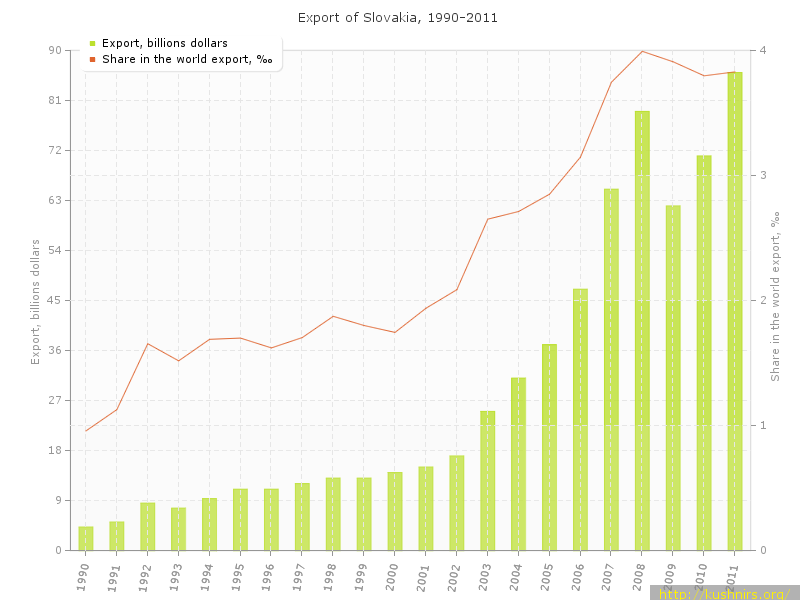 Export of Slovakia, 1990-2011
Export, billions dollars
Share in the world export, ‰
90
81
72
63
54
45
36
27
18
9
0
Export, billions dollars
4
3
2
1
0
Share in the world export, ‰
1990 1991 1992 1993 1994 1995 1996 1997 1998 1999 2000 2001 2002 2003 2004 2005 2006 2007 2008 2009 2010 2011
http://kushnirs.org/